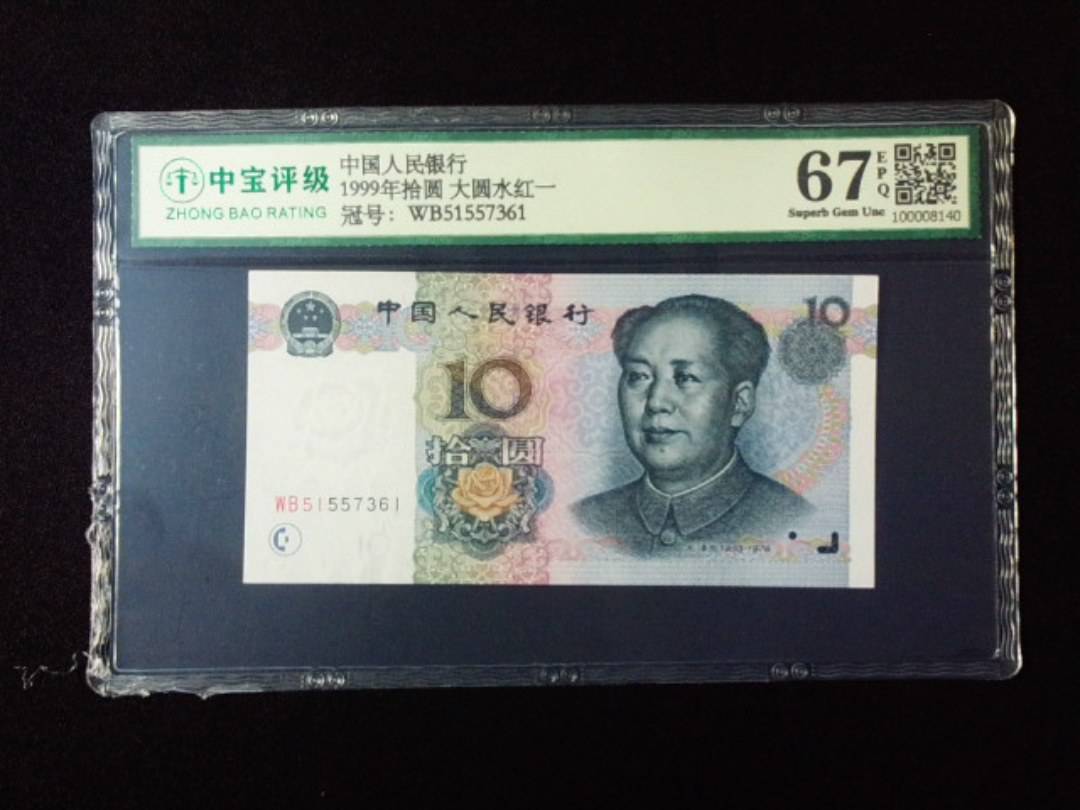 中宝评级
ZHONG BAO RATING
中国人民银行
1999年拾圆 大圆水红一
冠号：WB51557361
67
EPQ
Superb Gem Unc
100008140
中国人民银行
10
10
拾圆
WB51557361